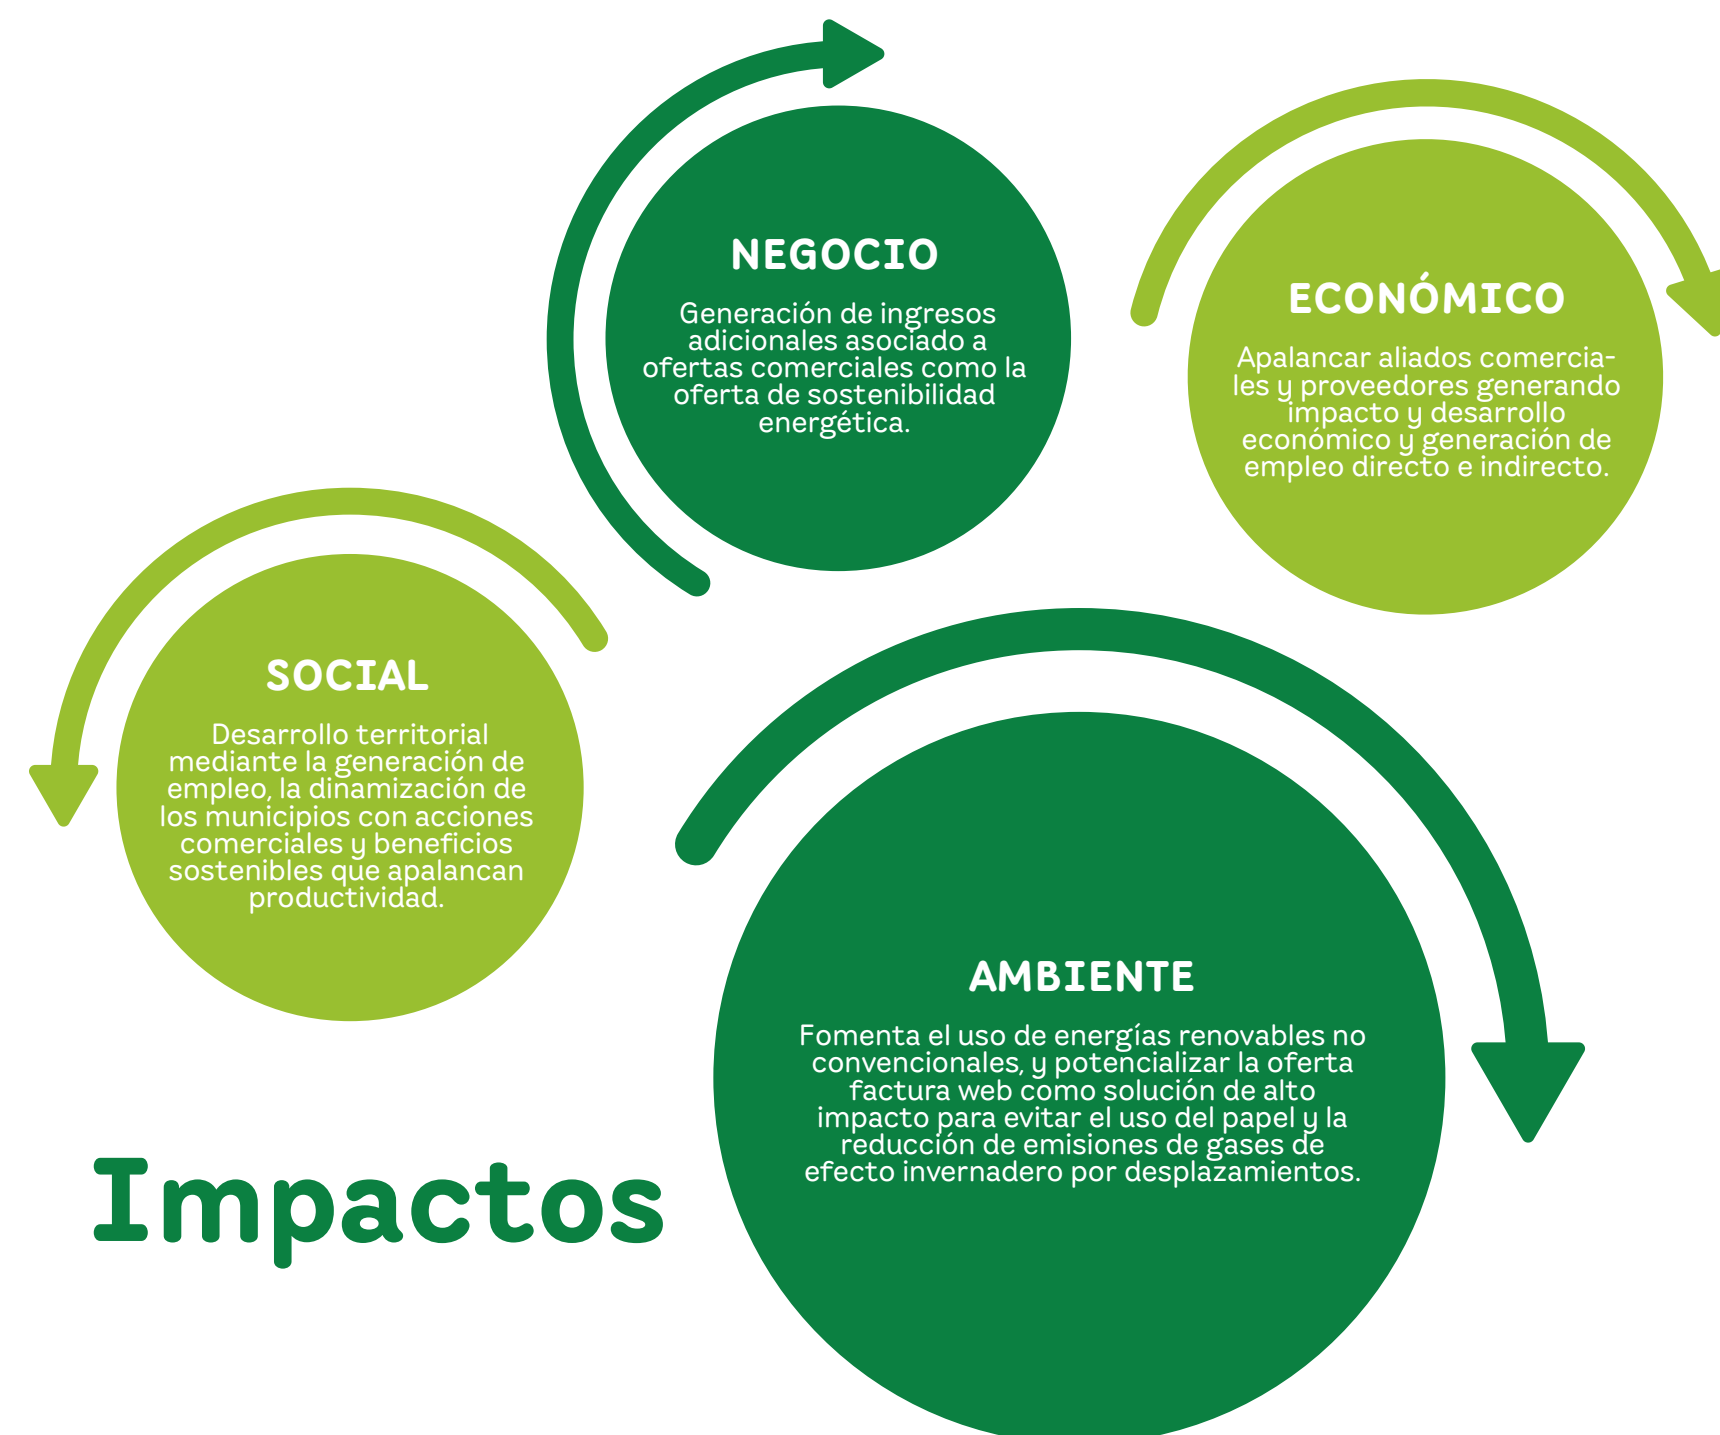 NEGOCIO
Generación de ingresos
adicionales asociado a
ofertas comerciales como la
oferta de sostenibilidad
energética.
ECONÓMICO
Apalancar aliados comercia-
les y proveedores generando
impacto y desarrollo
económico y generación de
empleo directo e indirecto.
SOCIAL
Desarrollo territorial
mediante la generación de
empleo, la dinamización de
los municipios con acciones
comerciales y beneficios
sostenibles que apalancan
productividad.
AMBIENTE
Fomenta el uso de energías renovables no
convencionales, y potencializar la oferta
factura web como solución de alto
impacto para evitar el uso del papel y la
reducción de emisiones de gases de
efecto invernadero por desplazamientos.
Impactos